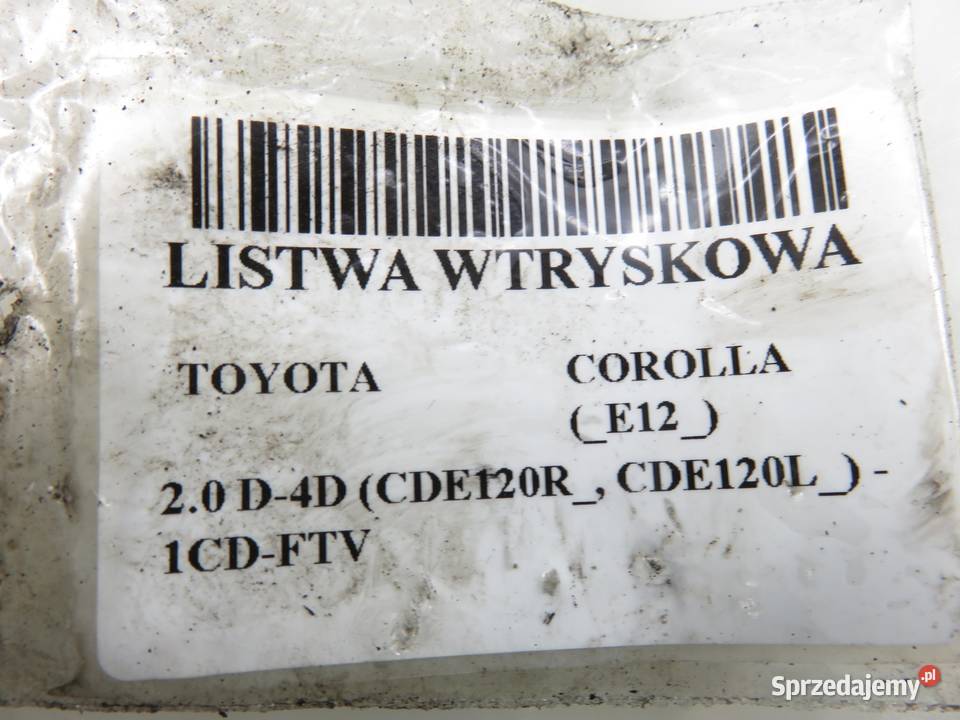 LISTWA WTRYSKOWA
TOYOTA COROLLA
(_E12_)
2.0 D-4D (CDE120R_, CDE120L_) -
1CD-FTV
Sprzedajemy.pl